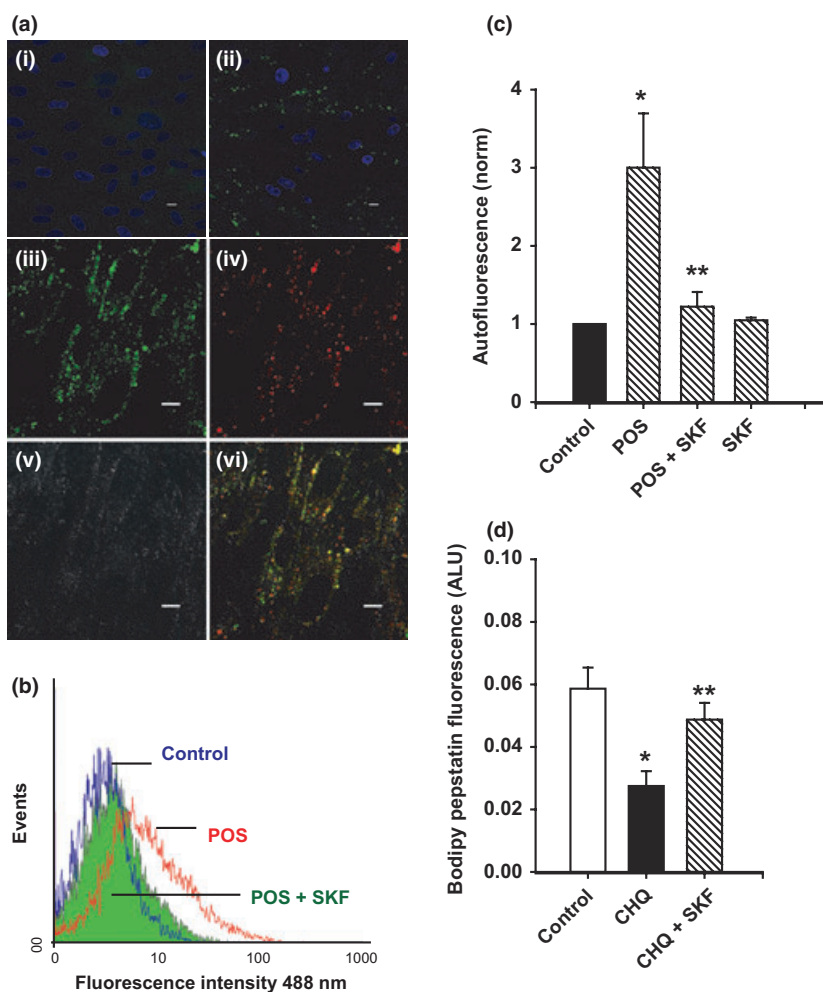 (a)
(i)
(ii)
(iii)
(iv)
(v)
(vi)
(b)
Events
Control
POS
POS + SKF
00
0 10 100 1000
Fluorescence intensity 488 nm
(c)
Autofluorescence (norm)
4
3
2
1
0
*
**
Control
POS
POS + SKF
SKF
(d)
Bodipy pepstatin fluorescence (ALU)
0.10
0.08
0.06
0.04
0.02
0.00
*
**
Control
CHQ
CHQ + SKF